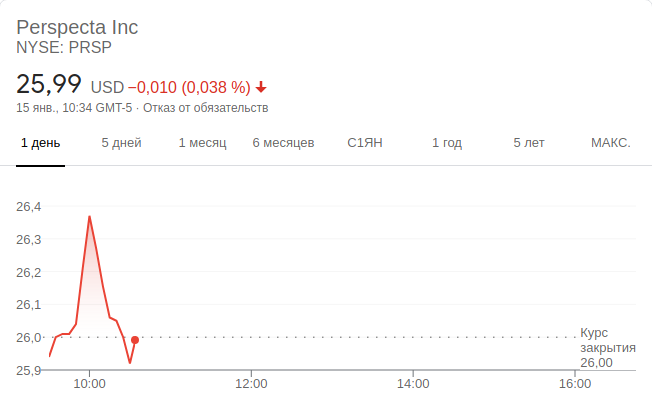 Perspecta Inc
NYSE: PRSP
25,99 USD −0,010 (0,038 %)
15 янв., 10:34 GMT-5 · Отказ от обязательств
1 день 5 дней 1 месяц 6 месяцев С1ЯН 1 год 5 лет МАКС.
26,4
26,3
26,2
26,1
26,0
Курс
закрытия
26,00
25,9
10:00 12:00 14:00 16:00